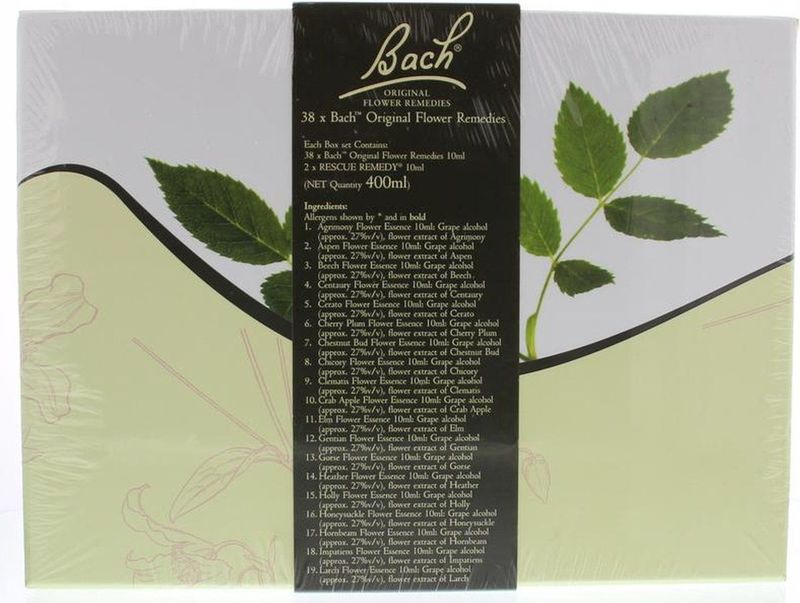 Bach®
ORIGINAL
FLOWER REMEDIES
38 x Bach™ Original Flower Remedies
Each Box set Contains:
38 x Bach™ Original Flower Remedies 10ml
2 x RESCUE REMEDY® 10ml
(NET Quantity 400ml)
Ingredients:
Allergens shown by * and in bold
1. Agrimony Flower Essence 10ml: Grape alcohol
(approx. 27%v/v), flower extract of Agrimony
2. Aspen Flower Essence 10ml: Grape alcohol
(approx. 27%v/v), flower extract of Aspen
3. Beech Flower Essence 10ml: Grape alcohol
(approx. 27%v/v), flower extract of Beech
4. Centaury Flower Essence 10ml: Grape alcohol
(approx. 27%v/v), flower extract of Centaury
5. Cerato Flower Essence 10ml: Grape alcohol
(approx. 27%v/v), flower extract of Cerato
6. Cherry Plum Flower Essence 10ml: Grape alcohol
(approx. 27%v/v), flower extract of Cherry Plum
7. Chestnut Bud Flower Essence 10ml: Grape alcohol
(approx. 27%v/v), flower extract of Chestnut Bud
8. Chicory Flower Essence 10ml: Grape alcohol
(approx. 27%v/v), flower extract of Chicory
9. Clematis Flower Essence 10ml: Grape alcohol
(approx. 27%v/v), flower extract of Clematis
10. Crab Apple Flower Essence 10ml: Grape alcohol
(approx. 27%v/v), flower extract of Crab Apple
11. Elm Flower Essence 10ml: Grape alcohol
(approx. 27%v/v), flower extract of Elm
12. Gentian Flower Essence 10ml: Grape alcohol
(approx. 27%v/v), flower extract of Gentian
13. Gorse Flower Essence 10ml: Grape alcohol
(approx. 27%v/v), flower extract of Gorse
14. Heather Flower Essence 10ml: Grape alcohol
(approx. 27%v/v), flower extract of Heather
15. Holly Flower Essence 10ml: Grape alcohol
(approx. 27%v/v), flower extract of Holly
16. Honeysuckle Flower Essence 10ml: Grape alcohol
(approx. 27%v/v), flower extract of Honeysuckle
17. Hornbeam Flower Essence 10ml: Grape alcohol
(approx. 27%v/v), flower extract of Hornbeam
18. Impatiens Flower Essence 10ml: Grape alcohol
(approx. 27%v/v), flower extract of Impatiens
19. Larch Flower Essence 10ml: Grape alcohol
(approx. 27%v/v), flower extract of Larch